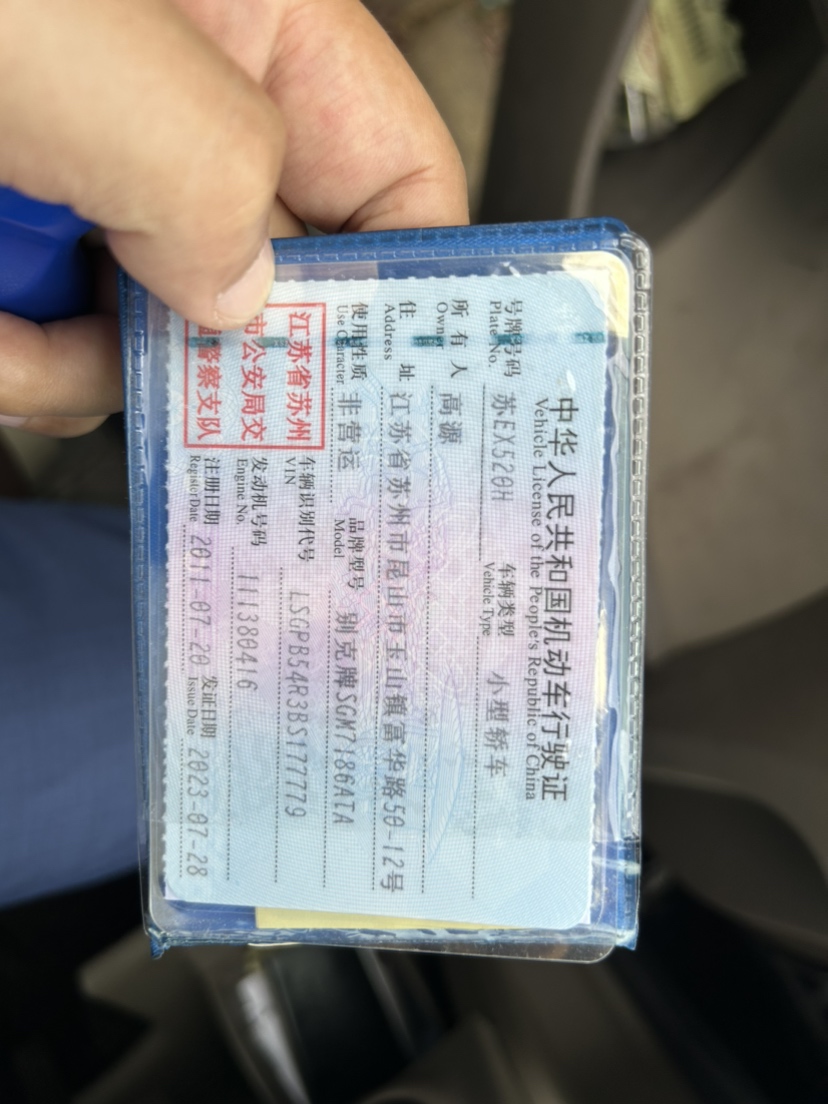 中华人民共和国机动车行驶证
Vehicle License of the People's Republic of China
号牌号码 苏EX520H 车辆类型 小型轿车
Plate No. Vehicle Type
所有人 高源
Owner
住址 江苏省苏州市昆山市玉山镇富华路50-12号
Address
使用性质 非营运 品牌型号 别克牌SGM7186ATA
Use Character Model
江苏省苏州
市公安局交
警察支队
车辆识别代号 LSGPB54R3BS177779
VIN
发动机号码 111380416
Engine No.
注册日期 2011-07-20 发证日期 2023-07-28
Register Date Issue Date